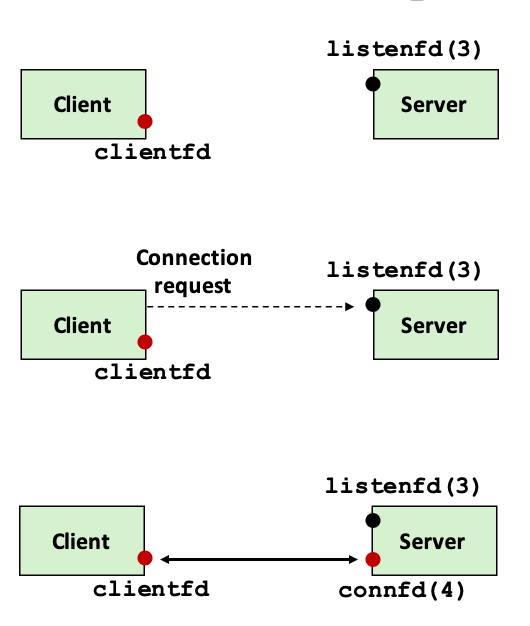 listenfd(3)
Client
Server
clientfd
Connection
request
listenfd(3)
Client
Server
clientfd
listenfd(3)
Client
Server
clientfd
connfd(4)